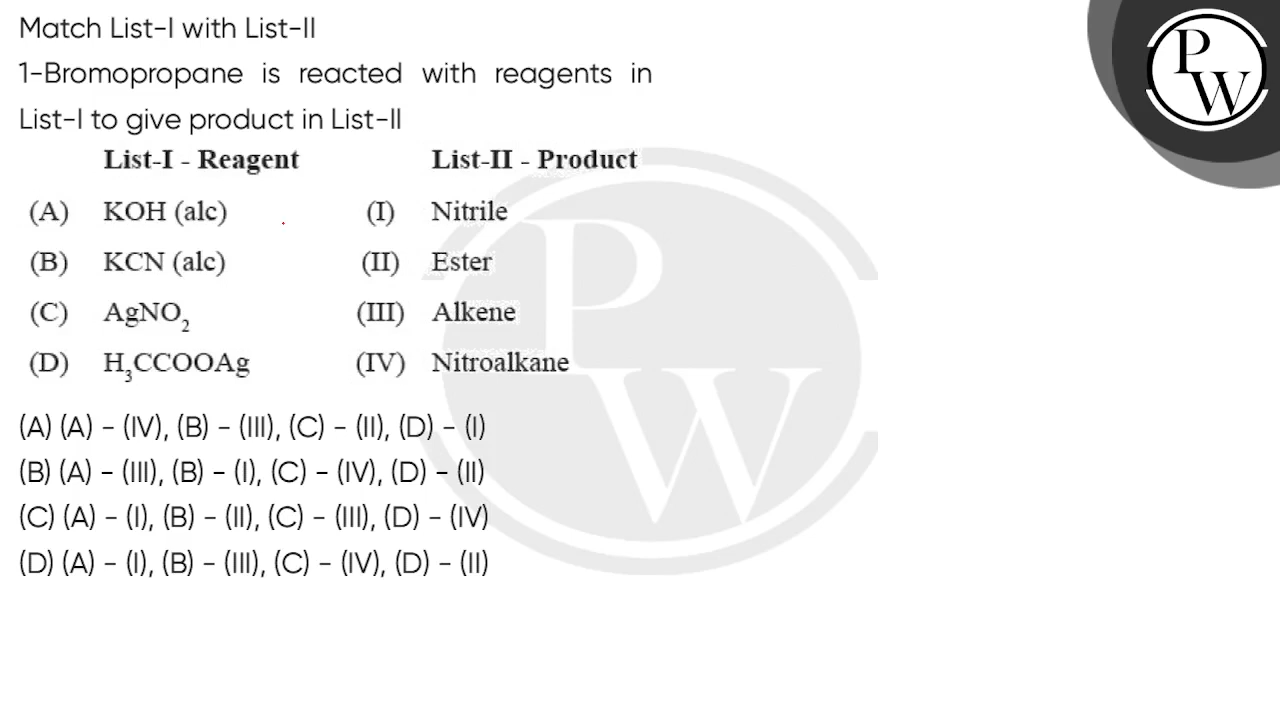 Match List-I with List-II
1-Bromopropane is reacted with reagents in
List-I to give product in List-II
List-I - Reagent List-II - Product
(A) KOH (alc) (I) Nitrile
(B) KCN (alc) (II) Ester
(C) AgNO₂ (III) Alkene
(D) H₃CCOOAg (IV) Nitroalkane
(A) (A) - (IV), (B) - (III), (C) - (II), (D) - (I)
(B) (A) - (III), (B) - (I), (C) - (IV), (D) - (II)
(C) (A) - (I), (B) - (II), (C) - (III), (D) - (IV)
(D) (A) - (I), (B) - (III), (C) - (IV), (D) - (II)
P
W
P
W